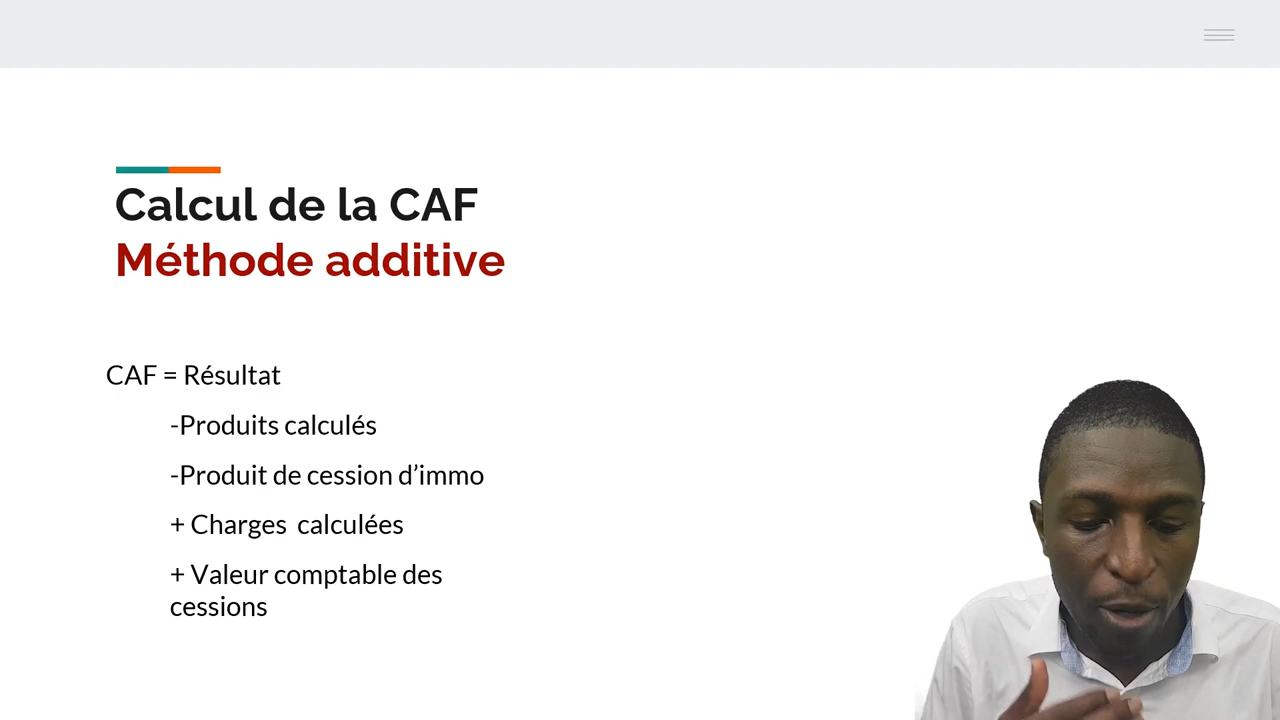 Calcul de la CAF
Méthode additive
CAF = Résultat
-Produits calculés
-Produit de cession d’immo
+ Charges  calculées
+ Valeur comptable des
cessions